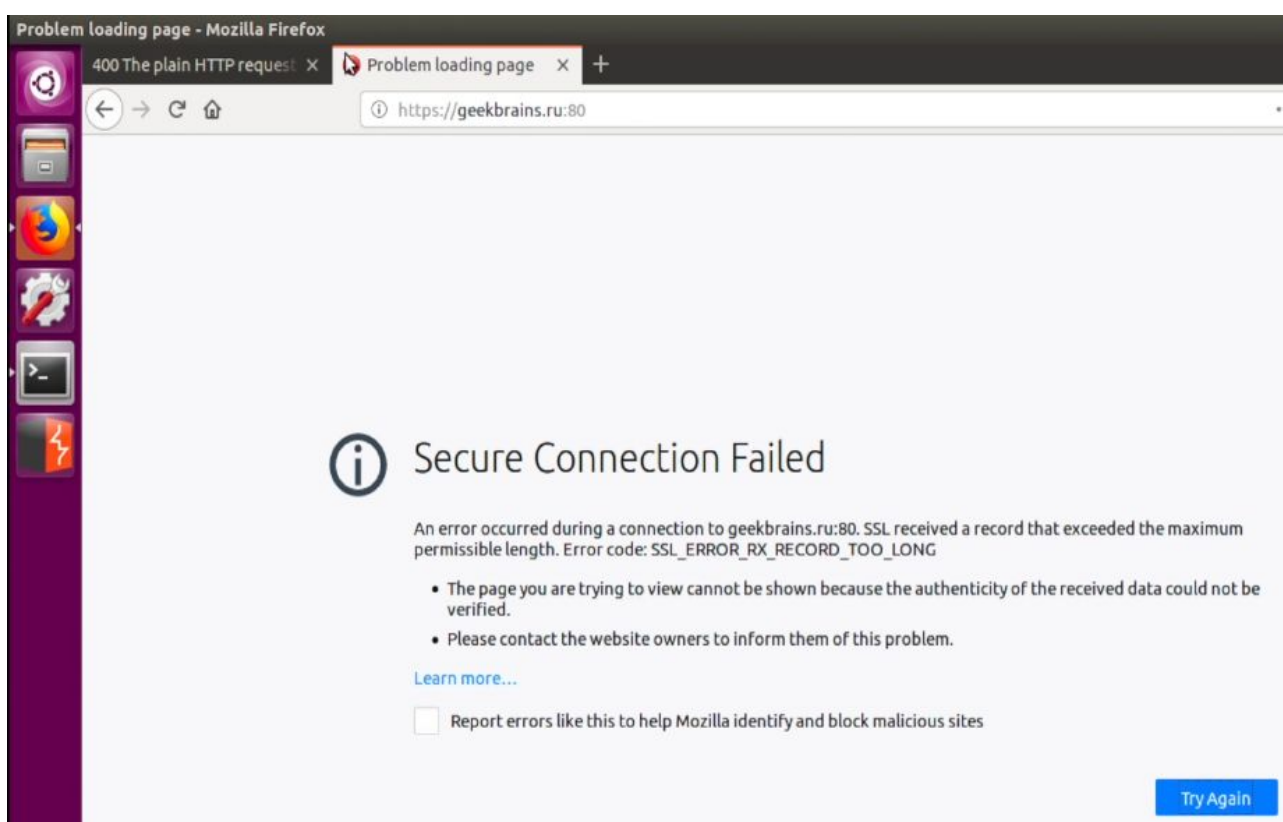 Problem loading page - Mozilla Firefox
400 The plain HTTP request
Problem loading page
https://geekbrains.ru:80
Secure Connection Failed
An error occurred during a connection to geekbrains.ru:80. SSL received a record that exceeded the maximum
permissible length. Error code: SSL_ERROR_RX_RECORD_TOO_LONG
• The page you are trying to view cannot be shown because the authenticity of the received data could not be
verified.
• Please contact the website owners to inform them of this problem.
Learn more…
Report errors like this to help Mozilla identify and block malicious sites
Try Again